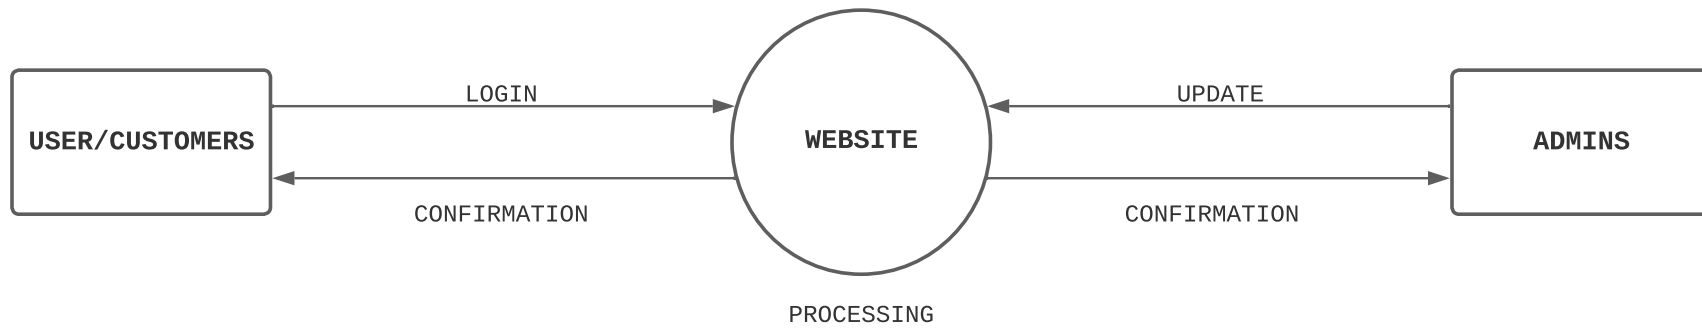 LOGIN
UPDATE
USER/CUSTOMERS
WEBSITE
ADMINS
CONFIRMATION
CONFIRMATION
PROCESSING